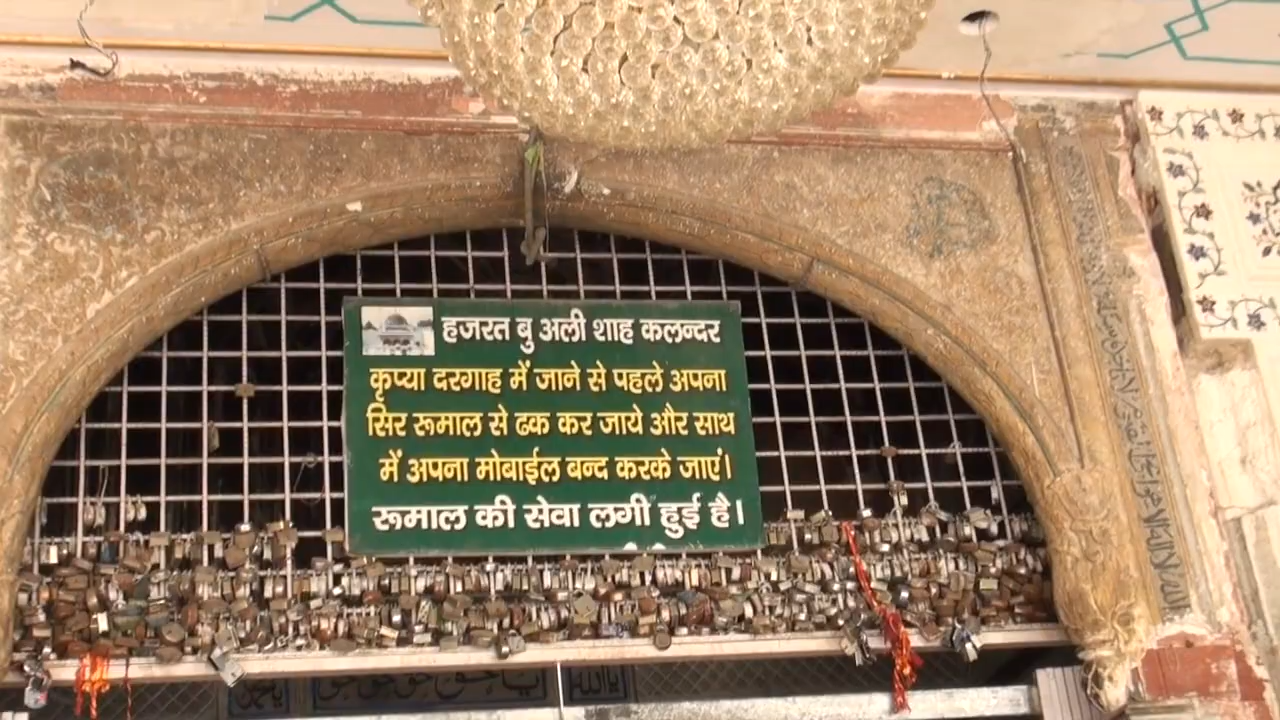 हजरत बु अली शाह कलन्दर
कृप्या दरगाह में जाने से पहले अपना
सिर रूमाल से ढक कर जाये और साथ
में अपना मोबाईल बन्द करके जाएं।
रूमाल की सेवा लगी हुई है।